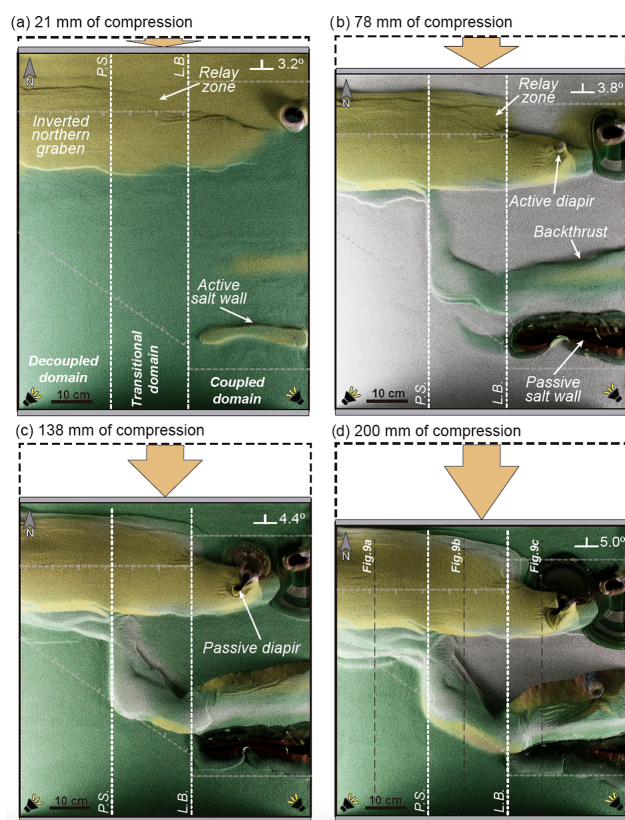 (a) 21 mm of compression
P.S.
L.B.
3.2º
N
Relay
zone
Inverted
northern
graben
Active
salt wall
Decoupled
domain
Transitional
domain
Coupled
domain
10 cm
(b) 78 mm of compression
3.8º
N
Relay
zone
Active diapir
Backthrust
Passive
salt wall
P.S.
L.B.
10 cm
(c) 138 mm of compression
4.4º
N
Passive diapir
P.S.
L.B.
10 cm
(d) 200 mm of compression
5.0º
N
Fig.9a
Fig.9b
Fig.9c
P.S.
L.B.
10 cm